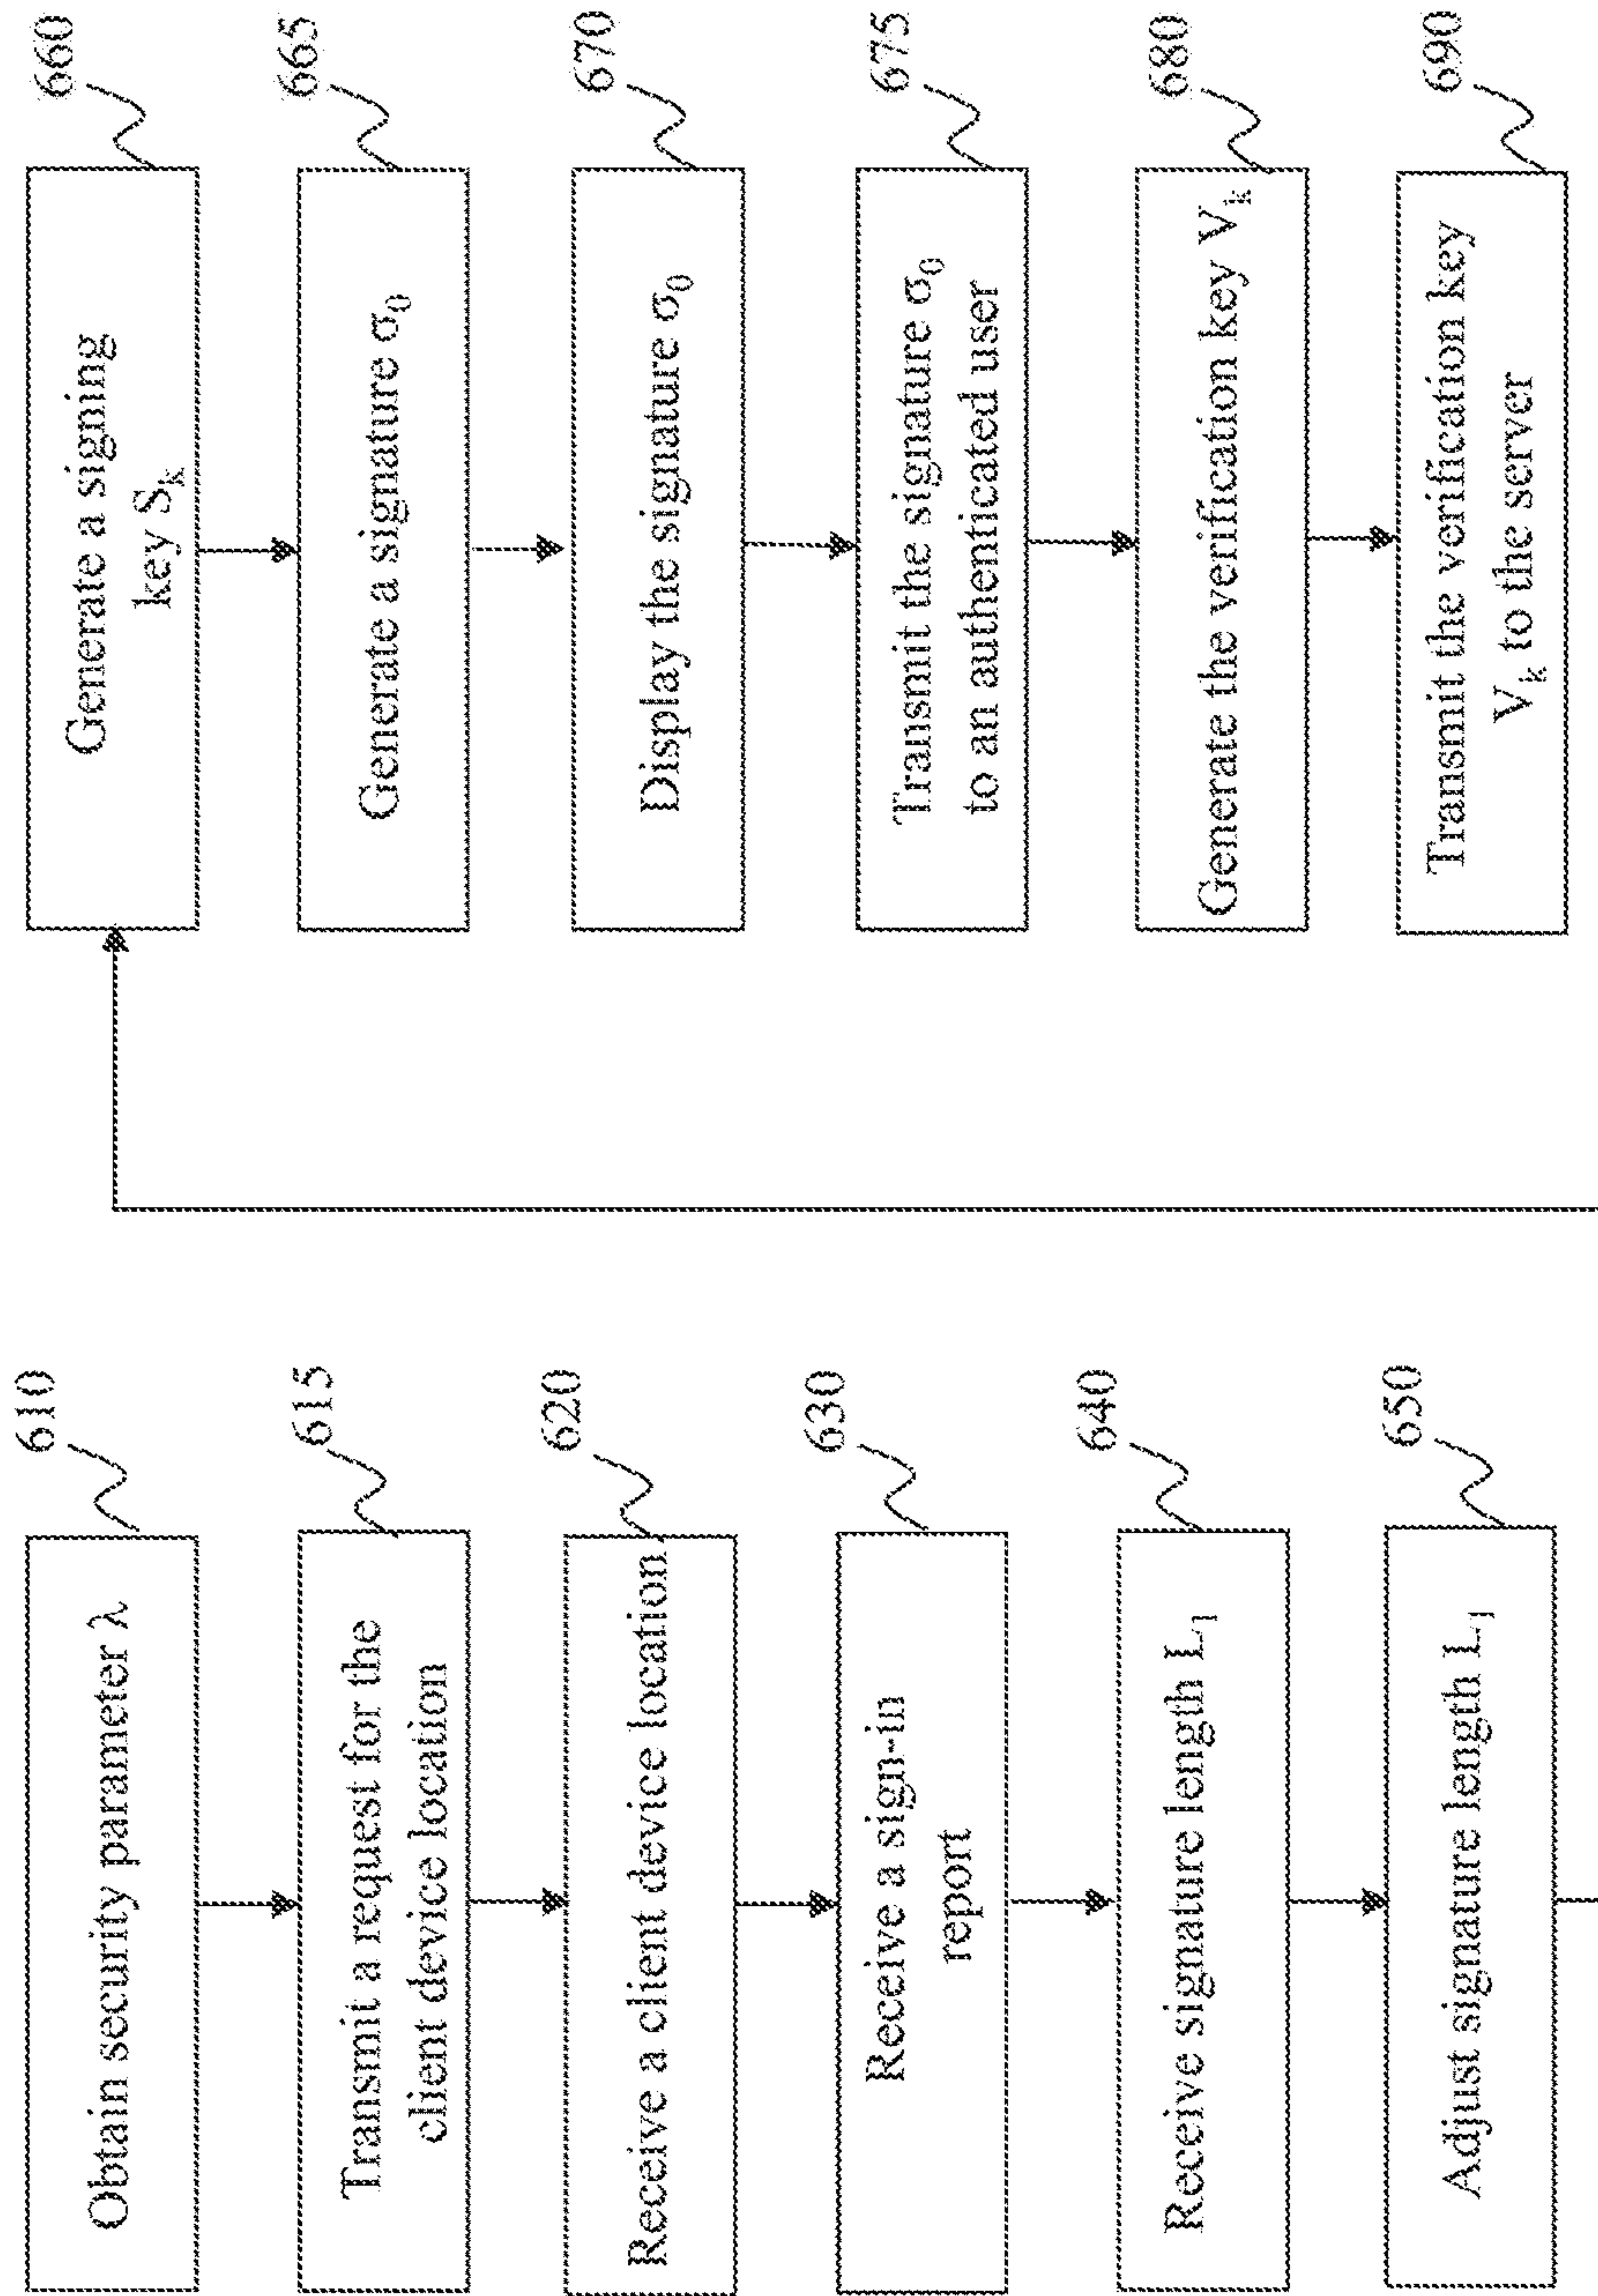 610
Obtain security parameter λ
615
Transmit a request for the
client device location
620
Receive a client device location
630
Receive a sign-in
report
640
Receive signature length L₁
650
Adjust signature length L₁
660
Generate a signing
key Sₖ
665
Generate a signature σ₀
670
Display the signature σ₀
675
Transmit the signature σ₀
to an authenticated user
680
Generate the verification key Vₖ
690
Transmit the verification key
Vₖ to the server